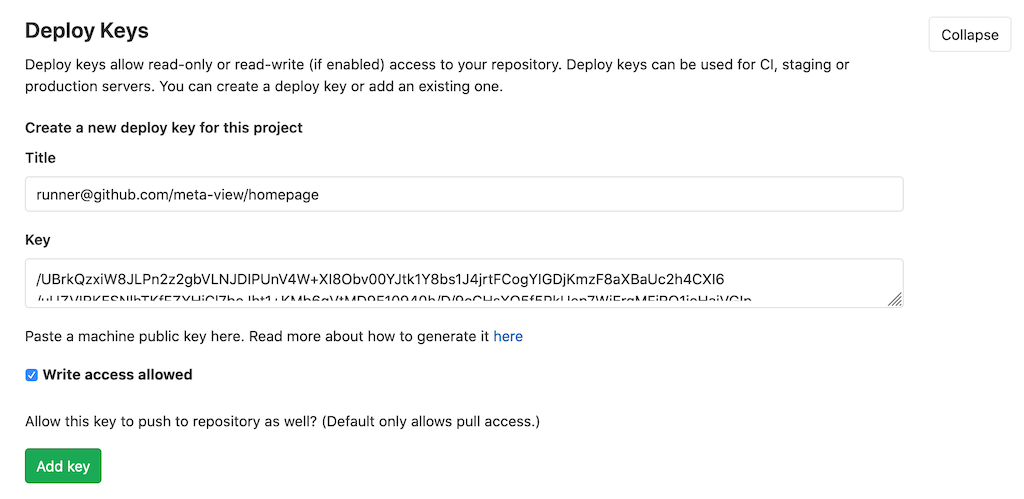 Deploy Keys
Collapse
Deploy keys allow read-only or read-write (if enabled) access to your repository. Deploy keys can be used for CI, staging or
production servers. You can create a deploy key or add an existing one.
Create a new deploy key for this project
Title
runner@github.com/meta-view/homepage
Key
/UBrkQzxiW8JLPn2z2gbVLNJDIPUnV4W+XI8Obv00YJtk1Y8bs1J4jrtFCogYIGDjKmzF8aXBaUc2h4CXI6
Paste a machine public key here. Read more about how to generate it here
Write access allowed
Allow this key to push to repository as well? (Default only allows pull access.)
Add key